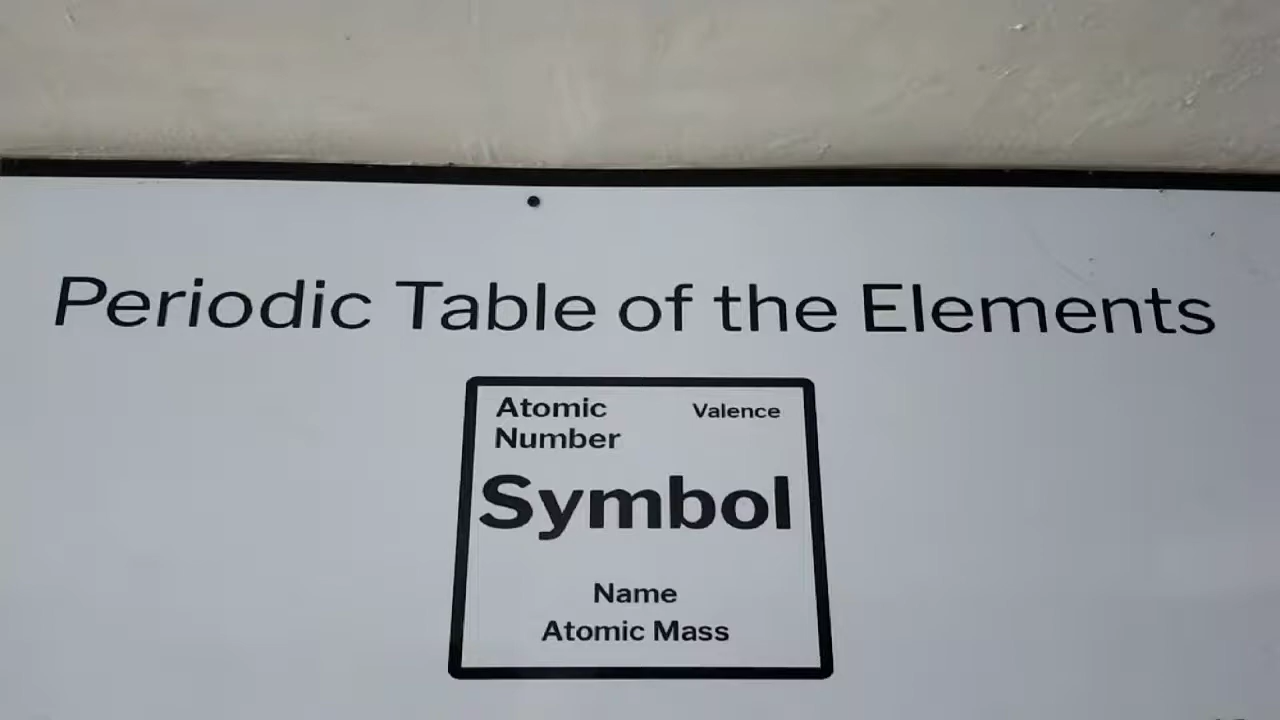 Periodic Table of the Elements
Atomic Valence
Number
Symbol
Name
Atomic Mass